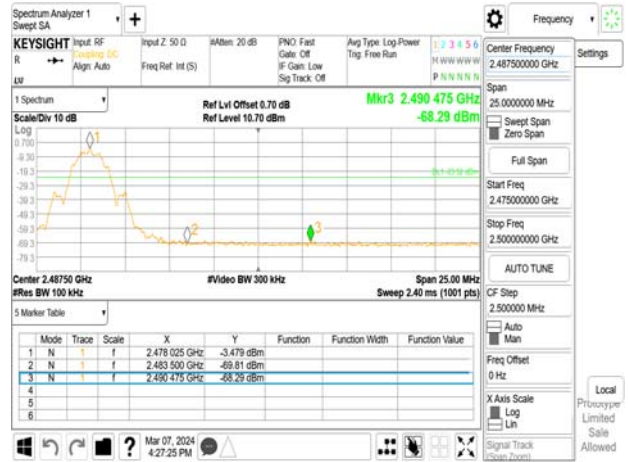 Spectrum Analyzer 1
Swept SA
+
Frequency
KEYSIGHT
Input: RF
Coupling: DC
Align: Auto
Input Z: 50 Ω
Freq Ref: Int (S)
#Atten: 20 dB
PNO: Fast
Gate: Off
IF Gain: Low
Sig Track: Off
Avg Type: Log-Power
Trig: Free Run
1 2 3 4 5 6
M W W W W W
P N N N N N
R
LVI
1 Spectrum
Scale/Div 10 dB
Ref Lvl Offset 0.70 dB
Ref Level 10.70 dBm
Mkr3 2.490 475 GHz
-68.29 dBm
Log
0.700
-9.30
-19.3
-29.3
-39.3
-49.3
-59.3
-69.3
-79.3
1
2
3
Center 2.48750 GHz
#Res BW 100 kHz
#Video BW 300 kHz
Span 25.00 MHz
Sweep 2.40 ms (1001 pts)
5 Marker Table
Mode Trace Scale X Y Function Function Width Function Value
1 N 1 f 2.478 025 GHz -3.479 dBm
2 N 1 f 2.483 500 GHz -69.81 dBm
3 N 1 f 2.490 475 GHz -68.29 dBm
4
5
6
Mar 07, 2024
4:27:25 PM
Center Frequency
2.487500000 GHz
Settings
Span
25.0000000 MHz
Swept Span
Zero Span
Full Span
Start Freq
2.475000000 GHz
Stop Freq
2.500000000 GHz
AUTO TUNE
CF Step
2.500000 MHz
Auto
Man
Freq Offset
0 Hz
X Axis Scale
Log
Lin
Signal Track
(Span Zoom)
Local
Prototype
Limited
Sale
Allowed